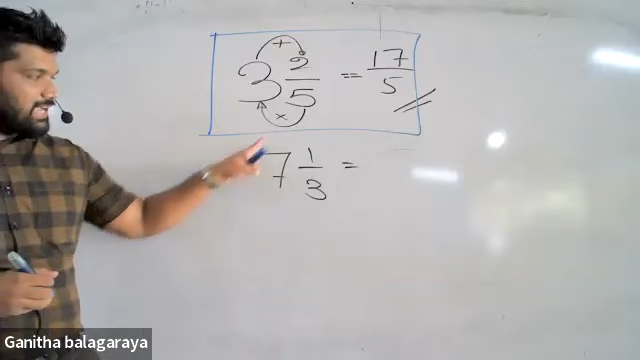 3 2/5 = 17/5
7 1/3 =
Ganitha balagaraya